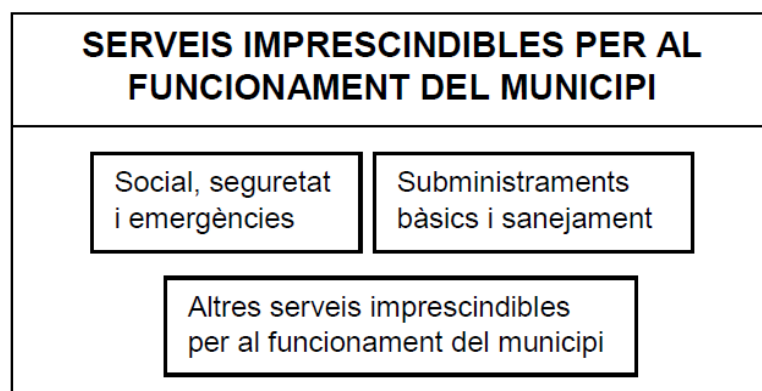 SERVEIS IMPRESCINDIBLES PER AL
FUNCIONAMENT DEL MUNICIPI
Social, seguretat
i emergències
Subministraments
bàsics i sanejament
Altres serveis imprescindibles
per al funcionament del municipi